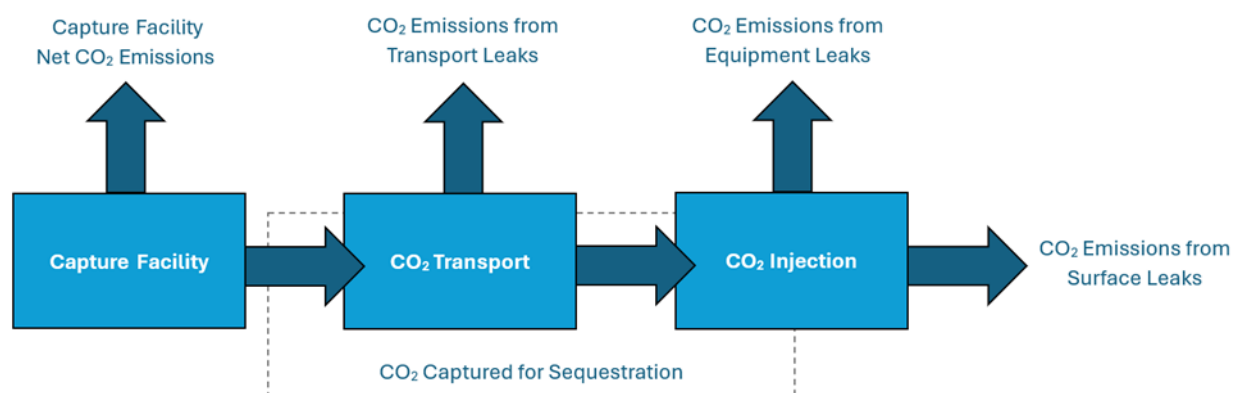 Capture Facility
Net CO₂ Emissions
CO₂ Emissions from
Transport Leaks
CO₂ Emissions from
Equipment Leaks
Capture Facility
CO₂ Transport
CO₂ Injection
CO₂ Emissions from
Surface Leaks
CO₂ Captured for Sequestration